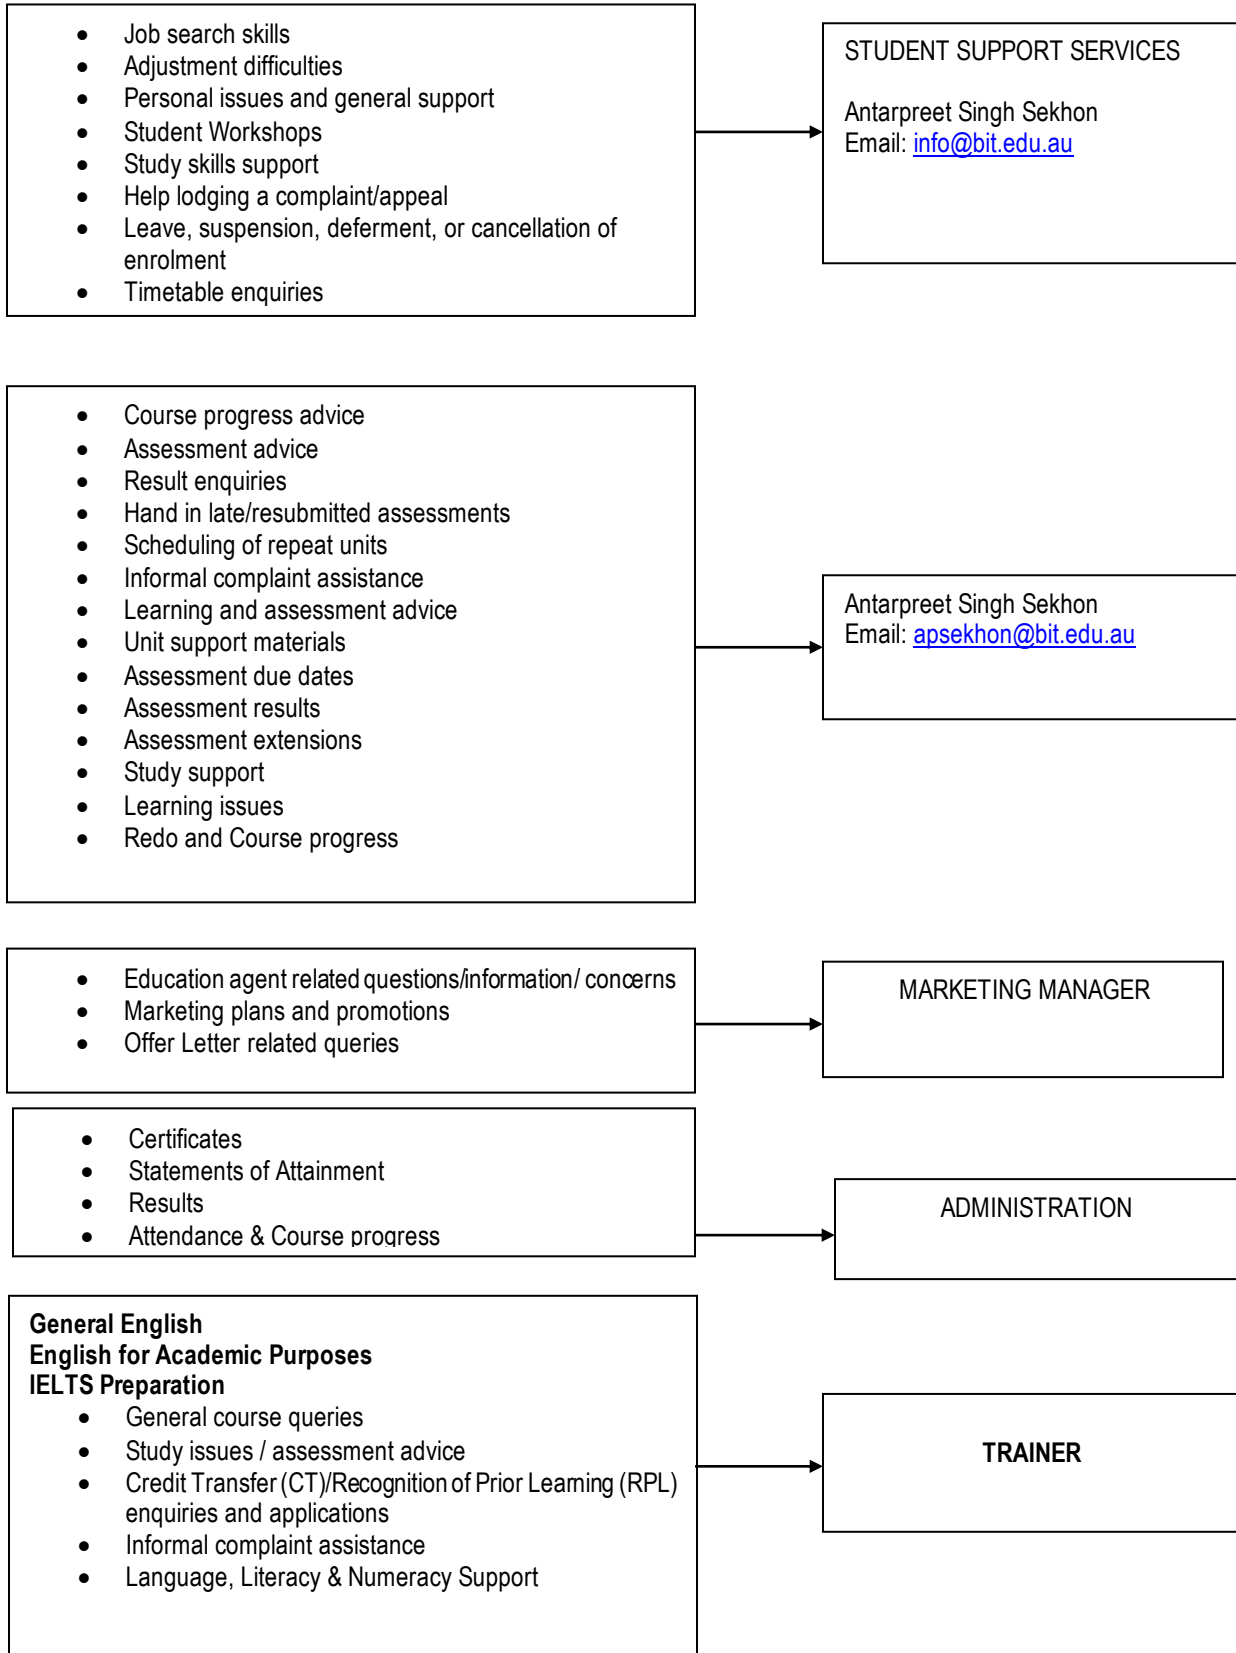 • Job search skills
• Adjustment difficulties
• Personal issues and general support
• Student Workshops
• Study skills support
• Help lodging a complaint/appeal
• Leave, suspension, deferment, or cancellation of
enrolment
• Timetable enquiries
STUDENT SUPPORT SERVICES
Antarpreet Singh Sekhon
Email: info@bit.edu.au
• Course progress advice
• Assessment advice
• Result enquiries
• Hand in late/resubmitted assessments
• Scheduling of repeat units
• Informal complaint assistance
• Learning and assessment advice
• Unit support materials
• Assessment due dates
• Assessment results
• Assessment extensions
• Study support
• Learning issues
• Redo and Course progress
Antarpreet Singh Sekhon
Email: apsekhon@bit.edu.au
• Education agent related questions/information/ concerns
• Marketing plans and promotions
• Offer Letter related queries
MARKETING MANAGER
• Certificates
• Statements of Attainment
• Results
• Attendance & Course progress
ADMINISTRATION
General English
English for Academic Purposes
IELTS Preparation
• General course queries
• Study issues / assessment advice
• Credit Transfer (CT)/Recognition of Prior Learning (RPL)
enquiries and applications
• Informal complaint assistance
• Language, Literacy & Numeracy Support
TRAINER